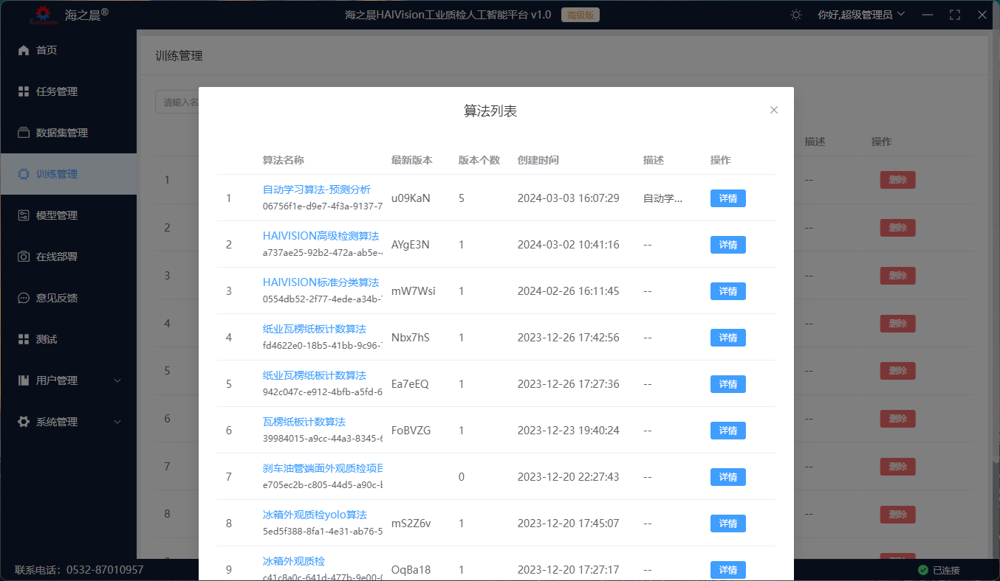 海之晨®
海之晨HAIVision工业质检人工智能平台 v1.0
高级版
你好,超级管理员
首页
任务管理
数据集管理
训练管理
模型管理
在线部署
意见反馈
测试
用户管理
系统管理
训练管理
请输入名
描述 操作
1 -- 删除
2 -- 删除
3 -- 删除
4 -- 删除
5 -- 删除
6 -- 删除
7 -- 删除
8 -- 删除
算法列表
算法名称 最新版本 版本个数 创建时间 描述 操作
1 自动学习算法-预测分析 u09KaN 5 2024-03-03 16:07:29 自动学... 详情
06756f1e-d9e7-4f3a-9137-7
2 HAIVISION高级检测算法 AYgE3N 1 2024-03-02 10:41:16 -- 详情
a737ae25-92b2-472a-ab5e-
3 HAIVISION标准分类算法 mW7Wsi 1 2024-02-26 16:11:45 -- 详情
0554db52-2f77-4ede-a34b-
4 纸业瓦楞纸板计数算法 Nbx7hS 1 2023-12-26 17:42:56 -- 详情
fd4622e0-18b5-41bb-9c96-
5 纸业瓦楞纸板计数算法 Ea7eEQ 1 2023-12-26 17:27:36 -- 详情
942c047c-e912-4bfb-a5fd-6
6 瓦楞纸板计数算法 FoBVZG 1 2023-12-23 19:40:24 -- 详情
39984015-a9cc-44a3-8345-6
7 刹车油管端面外观质检项目 0 2023-12-20 22:27:43 -- 详情
e705ec2b-c805-44d5-a90c-b
8 冰箱外观质检yolo算法 mS2Z6v 1 2023-12-20 17:45:07 -- 详情
5ed5f388-8fa1-4e31-ab76-5
9 冰箱外观质检 OqBa18 1 2023-12-20 17:27:17 -- 详情
c41c8a0c-641d-477b-9e00-
联系电话：0532-87010957
已连接